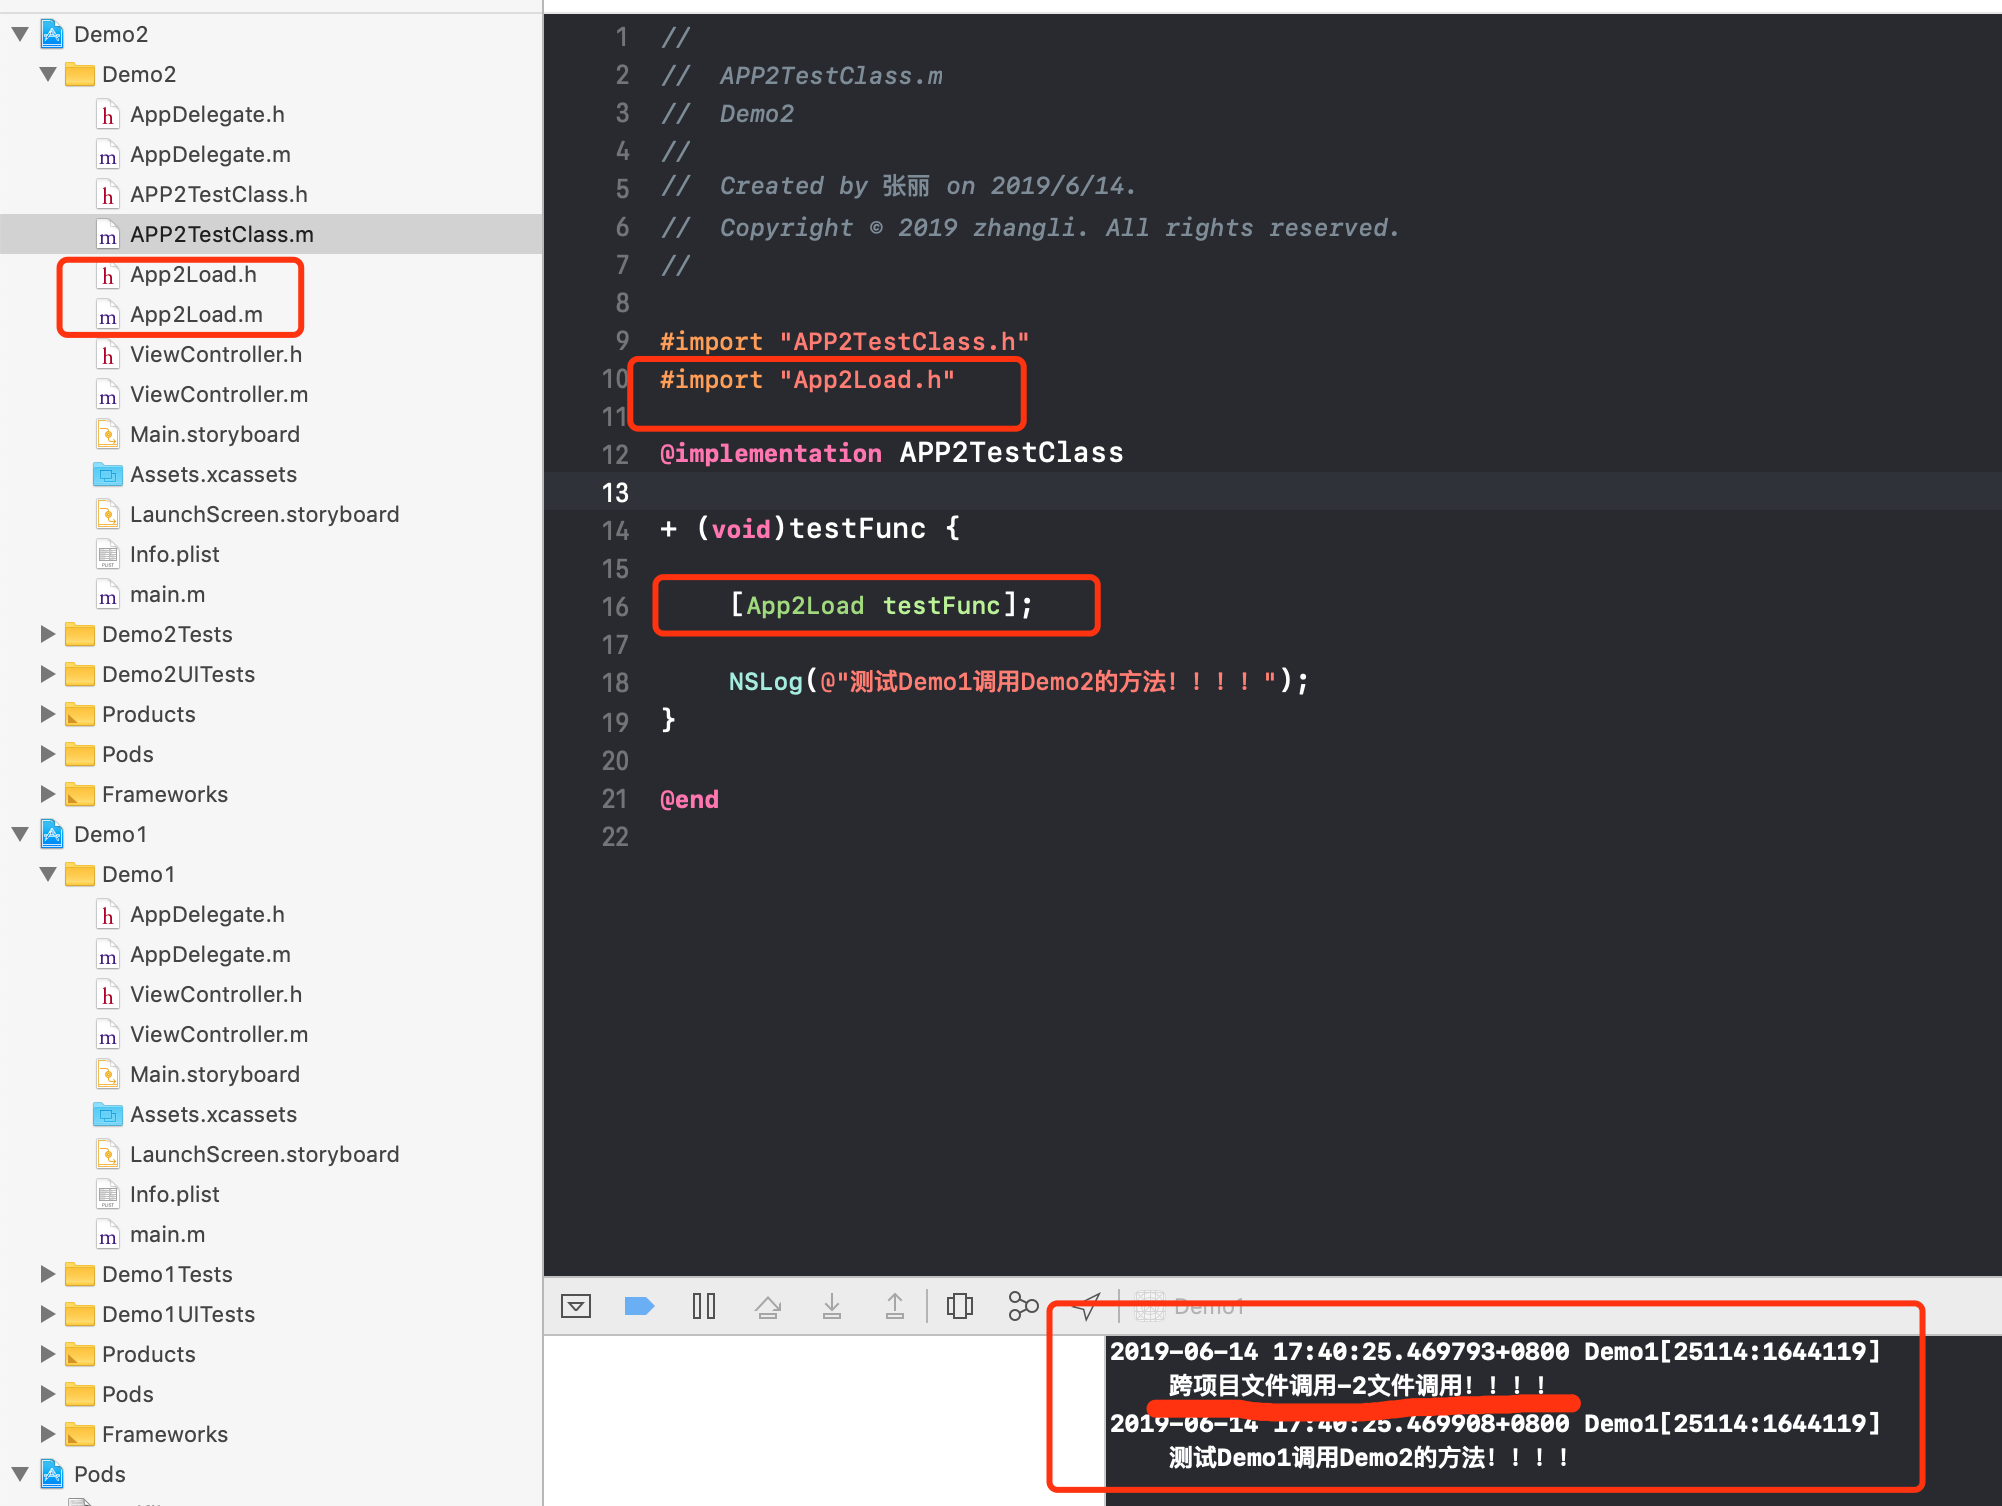 Demo2
Demo2
AppDelegate.h
AppDelegate.m
APP2TestClass.h
APP2TestClass.m
App2Load.h
App2Load.m
ViewController.h
ViewController.m
Main.storyboard
Assets.xcassets
LaunchScreen.storyboard
Info.plist
main.m
Demo2Tests
Demo2UITests
Products
Pods
Frameworks
Demo1
Demo1
AppDelegate.h
AppDelegate.m
ViewController.h
ViewController.m
Main.storyboard
Assets.xcassets
LaunchScreen.storyboard
Info.plist
main.m
Demo1Tests
Demo1UITests
Products
Pods
Frameworks
Pods
1 //
2 // APP2TestClass.m
3 // Demo2
4 //
5 // Created by 张丽 on 2019/6/14.
6 // Copyright © 2019 zhangli. All rights reserved.
7 //
8
9 #import "APP2TestClass.h"
10 #import "App2Load.h"
11
12 @implementation APP2TestClass
13
14 + (void)testFunc {
15
16 [App2Load testFunc];
17
18 NSLog(@"测试Demo1调用Demo2的方法！！！！");
19 }
20
21 @end
22
Demo1
2019-06-14 17:40:25.469793+0800 Demo1[25114:1644119]
跨项目文件调用-2文件调用！！！！
2019-06-14 17:40:25.469908+0800 Demo1[25114:1644119]
测试Demo1调用Demo2的方法！！！！